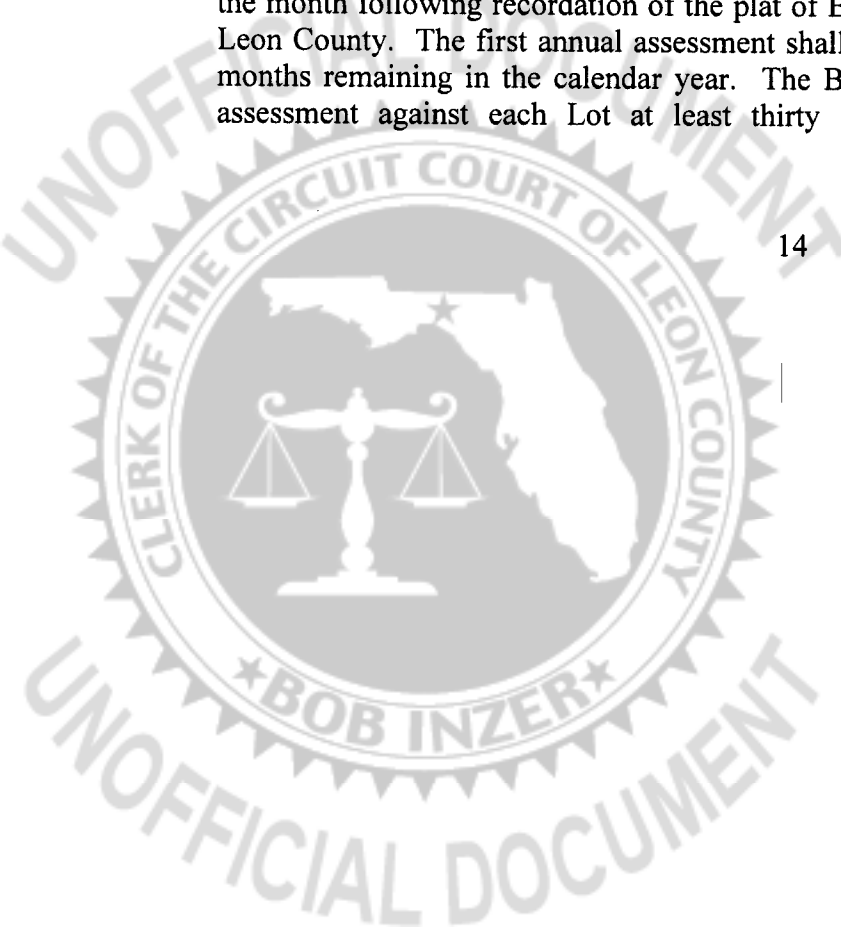 the month following recordation of the plat of
Leon County. The first annual assessment shall
months remaining in the calendar year. The B
assessment against each Lot at least thirty
14
UNOFFICIAL DOCUMENT
CLERK OF THE CIRCUIT COURT OF LEON COUNTY
★BOB INZER★
UNOFFICIAL DOCUMENT